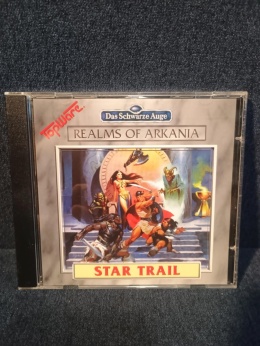 Das Schwarze Auge
TopWare
REALMS OF ARKANIA
STAR TRAIL